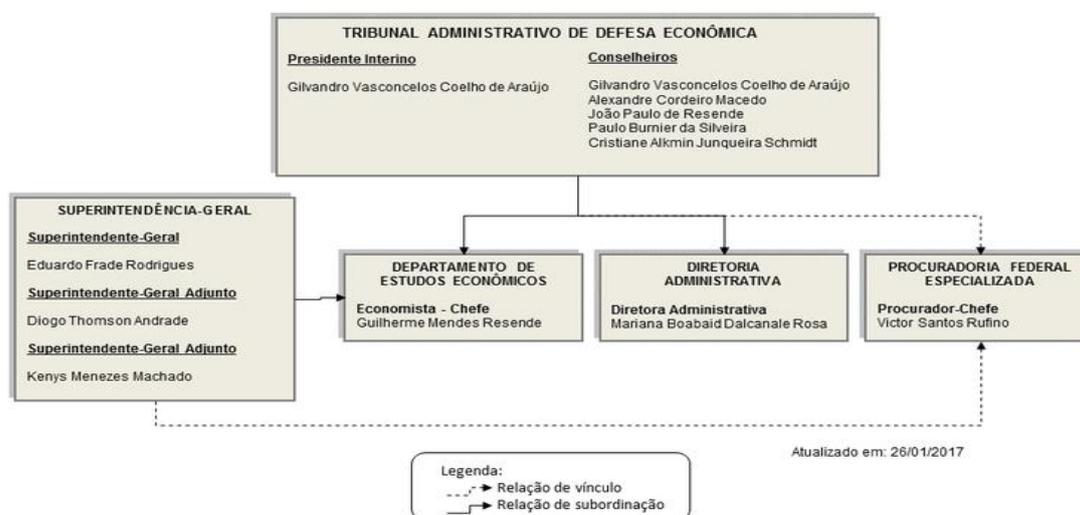 TRIBUNAL ADMINISTRATIVO DE DEFESA ECONÔMICA
Presidente Interino
Gilvandro Vasconcelos Coelho de Araújo
Conselheiros
Gilvandro Vasconcelos Coelho de Araújo
Alexandre Cordeiro Macedo
João Paulo de Resende
Paulo Burnier da Silveira
Cristiane Alkmin Junqueira Schmidt
SUPERINTENDÊNCIA-GERAL
Superintendente-Geral
Eduardo Frade Rodrigues
Superintendente-Geral Adjunto
Diogo Thomson Andrade
Superintendente-Geral Adjunto
Kenys Menezes Machado
DEPARTAMENTO DE
ESTUDOS ECONÔMICOS
Economista - Chefe
Guilherme Mendes Resende
DIRETORIA
ADMINISTRATIVA
Diretora Administrativa
Mariana Boabaid Dalcanale Rosa
PROCURADORIA FEDERAL
ESPECIALIZADA
Procurador-Chefe
Victor Santos Rufino
Atualizado em: 26/01/2017
Legenda:
Relação de vínculo
Relação de subordinação